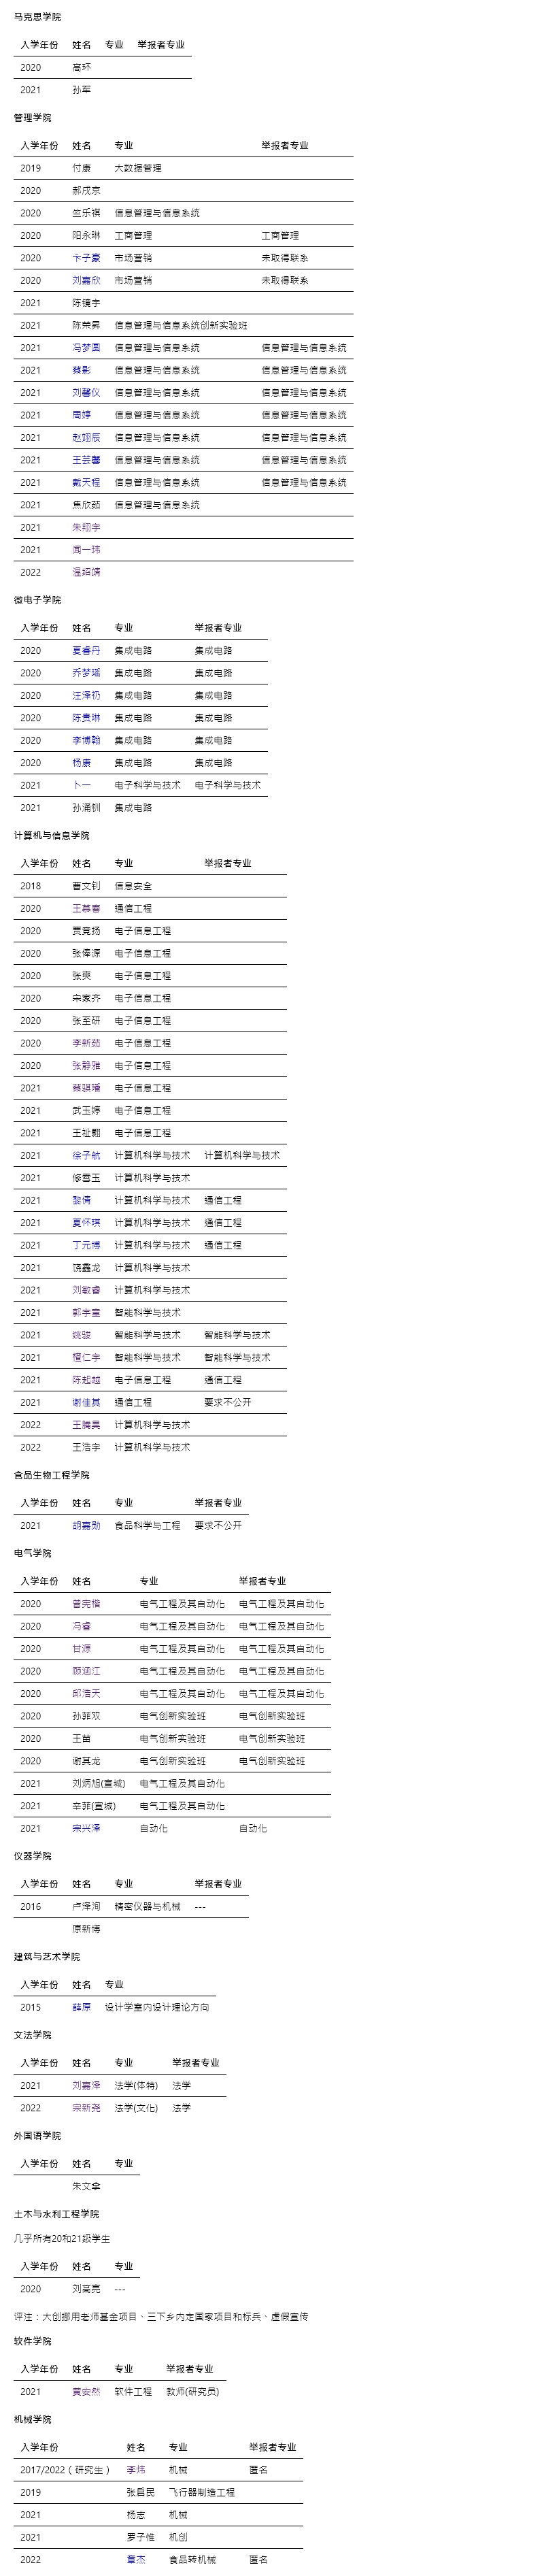 马克思学院
入学年份 姓名 专业 举报者专业
2020 高环
2021 孙军
管理学院
入学年份 姓名 专业 举报者专业
2019 付康 大数据管理
2020 郝成京
2020 竺乐祺 信息管理与信息系统
2020 阳永琳 工商管理 工商管理
2020 卞子豪 市场营销 未取得联系
2020 刘嘉欣 市场营销 未取得联系
2021 陈镜宇
2021 陈荣昇 信息管理与信息系统创新实验班
2021 冯梦圆 信息管理与信息系统 信息管理与信息系统
2021 蔡影 信息管理与信息系统 信息管理与信息系统
2021 刘馨仪 信息管理与信息系统 信息管理与信息系统
2021 周婷 信息管理与信息系统 信息管理与信息系统
2021 赵翊辰 信息管理与信息系统 信息管理与信息系统
2021 王芸馨 信息管理与信息系统 信息管理与信息系统
2021 戴天程 信息管理与信息系统 信息管理与信息系统
2021 焦欣茹 信息管理与信息系统
2021 朱翔宇
2021 闻一玮
2022 温绍婧
微电子学院
入学年份 姓名 专业 举报者专业
2020 夏睿丹 集成电路 集成电路
2020 乔梦瑶 集成电路 集成电路
2020 汪泽礽 集成电路 集成电路
2020 陈贵琳 集成电路 集成电路
2020 李博翰 集成电路 集成电路
2020 杨康 集成电路 集成电路
2021 卜一 电子科学与技术 电子科学与技术
2021 孙涌钏 集成电路
计算机与信息学院
入学年份 姓名 专业 举报者专业
2018 曹文钊 信息安全
2020 王慕春 通信工程
2020 贾竞扬 电子信息工程
2020 张俸源 电子信息工程
2020 张爽 电子信息工程
2020 宋家齐 电子信息工程
2020 张至研 电子信息工程
2020 李新茹 电子信息工程
2020 张静雅 电子信息工程
2021 蔡骐璠 电子信息工程
2021 武玉婷 电子信息工程
2021 王祉翾 电子信息工程
2021 徐子航 计算机科学与技术 计算机科学与技术
2021 修雪玉 计算机科学与技术
2021 黎倩 计算机科学与技术 通信工程
2021 夏怀琪 计算机科学与技术 通信工程
2021 丁元博 计算机科学与技术 通信工程
2021 饶鑫龙 计算机科学与技术
2021 刘敏睿 计算机科学与技术
2021 郭宇童 智能科学与技术
2021 姚骏 智能科学与技术 智能科学与技术
2021 檀仁宇 智能科学与技术 智能科学与技术
2021 陈起越 电子信息工程 通信工程
2021 谢佳其 通信工程 要求不公开
2022 王腾昊 计算机科学与技术
2022 王浩宇 计算机科学与技术
食品生物工程学院
入学年份 姓名 专业 举报者专业
2021 胡嘉勋 食品科学与工程 要求不公开
电气学院
入学年份 姓名 专业 举报者专业
2020 曾宪楷 电气工程及其自动化 电气工程及其自动化
2020 冯睿 电气工程及其自动化 电气工程及其自动化
2020 甘源 电气工程及其自动化 电气工程及其自动化
2020 顾涵江 电气工程及其自动化 电气工程及其自动化
2020 邱浩天 电气工程及其自动化 电气工程及其自动化
2020 孙菲双 电气创新实验班 电气创新实验班
2020 王苗 电气创新实验班 电气创新实验班
2020 谢其龙 电气创新实验班 电气创新实验班
2021 刘炳旭(宣城) 电气工程及其自动化
2021 辛菲(宣城) 电气工程及其自动化
2021 宗兴泽 自动化 自动化
仪器学院
入学年份 姓名 专业 举报者专业
2016 卢泽洵 精密仪器与机械 ---
原新博
建筑与艺术学院
入学年份 姓名 专业
2015 薛原 设计学室内设计理论方向
文法学院
入学年份 姓名 专业 举报者专业
2021 刘嘉泽 法学(体特) 法学
2022 宗新尧 法学(文化) 法学
外国语学院
入学年份 姓名 专业
朱文拿
土木与水利工程学院
几乎所有20和21级学生
入学年份 姓名 专业
2020 刘高亮 ---
评注：大创挪用老师基金项目、三下乡内定国家项目和标兵、虚假宣传
软件学院
入学年份 姓名 专业 举报者专业
2021 黄安然 软件工程 教师(研究员)
机械学院
入学年份 姓名 专业 举报者专业
2017/2022（研究生） 李炜 机械 匿名
2019 张启民 飞行器制造工程
2021 杨志 机械
2021 罗子惟 机创
2022 童杰 食品转机械 匿名